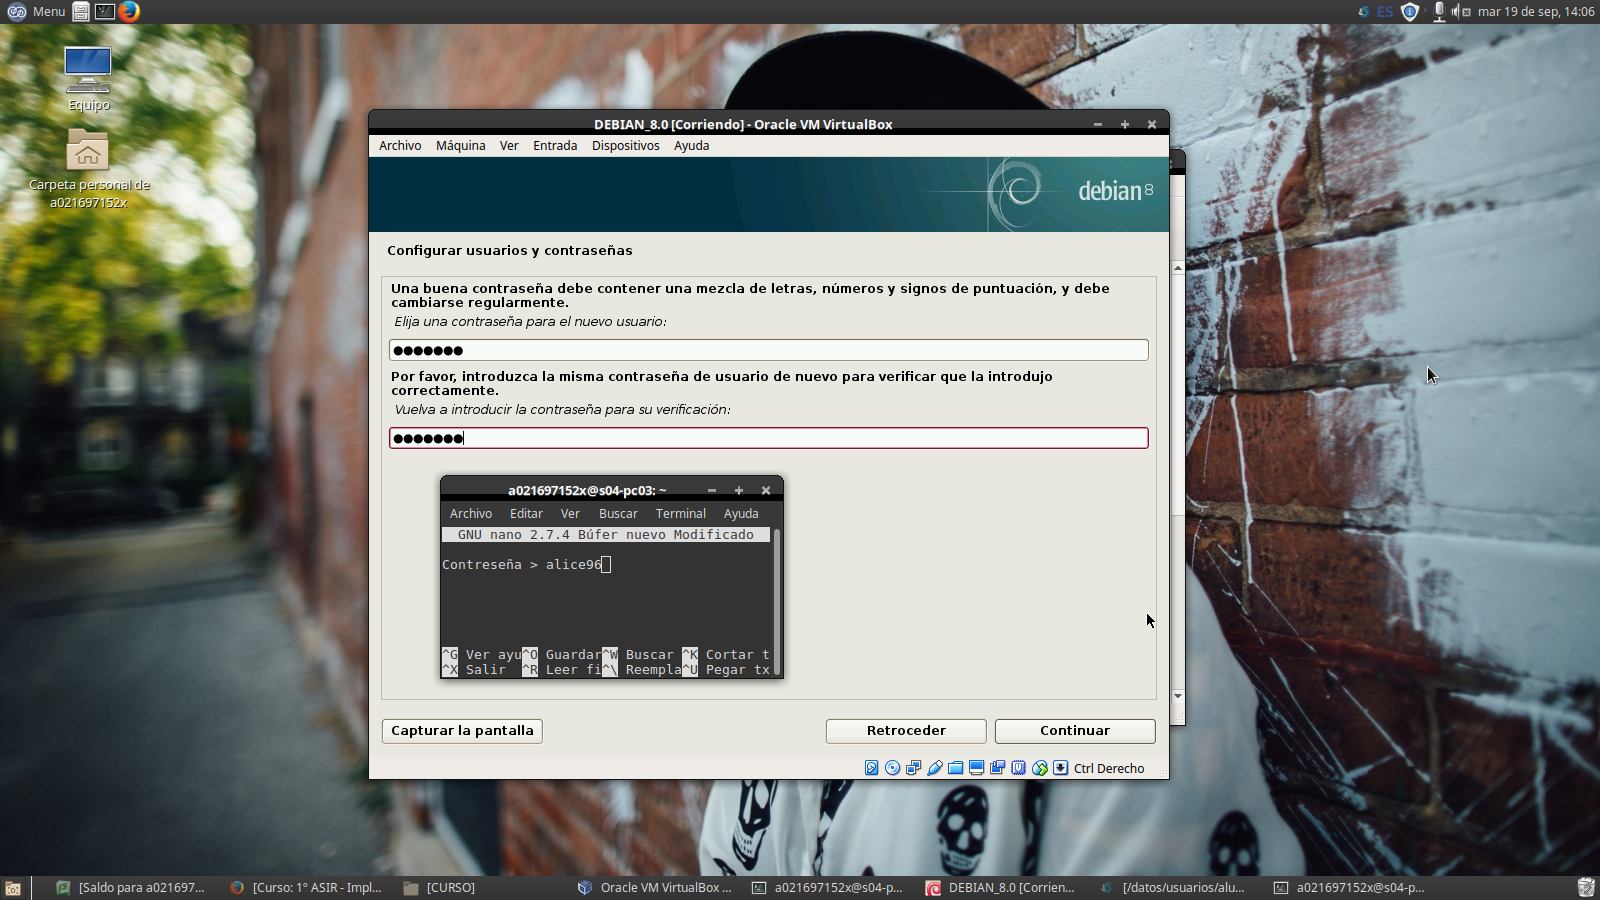 Menu
ES
mar 19 de sep, 14:06
Equipo
Carpeta personal de
a021697152x
DEBIAN_8.0 [Corriendo] - Oracle VM VirtualBox
Archivo Máquina Ver Entrada Dispositivos Ayuda
debian 8
Configurar usuarios y contraseñas
Una buena contraseña debe contener una mezcla de letras, números y signos de puntuación, y debe
cambiarse regularmente.
Elija una contraseña para el nuevo usuario:
●●●●●●●
Por favor, introduzca la misma contraseña de usuario de nuevo para verificar que la introdujo
correctamente.
Vuelva a introducir la contraseña para su verificación:
●●●●●●●
a021697152x@s04-pc03: ~
Archivo Editar Ver Buscar Terminal Ayuda
GNU nano 2.7.4 Búfer nuevo Modificado
Contreseña > alice96
^G Ver ayu^O Guardar^W Buscar ^K Cortar t
^X Salir ^R Leer fi^\ Reempla^U Pegar tx
Capturar la pantalla
Retroceder
Continuar
Ctrl Derecho
[Saldo para a021697...
[Curso: 1º ASIR - Impl...
[CURSO]
Oracle VM VirtualBox ...
a021697152x@s04-p...
DEBIAN_8.0 [Corrien...
[/datos/usuarios/alu...
a021697152x@s04-p...